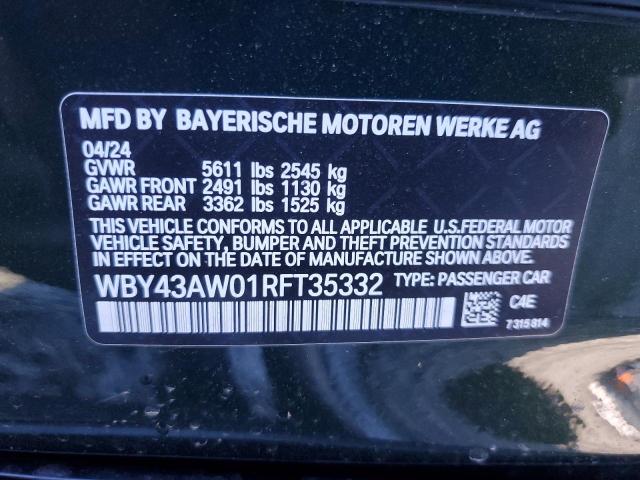 MFD BY BAYERISCHE MOTOREN WERKE AG
04/24
GVWR 5611 lbs 2545 kg
GAWR FRONT 2491 lbs 1130 kg
GAWR REAR 3362 lbs 1525 kg
THIS VEHICLE CONFORMS TO ALL APPLICABLE U.S.FEDERAL MOTOR
VEHICLE SAFETY, BUMPER AND THEFT PREVENTION STANDARDS
IN EFFECT ON THE DATE OF MANUFACTURE SHOWN ABOVE.
WBY43AW01RFT35332 TYPE: PASSENGER CAR
C4E
7315814